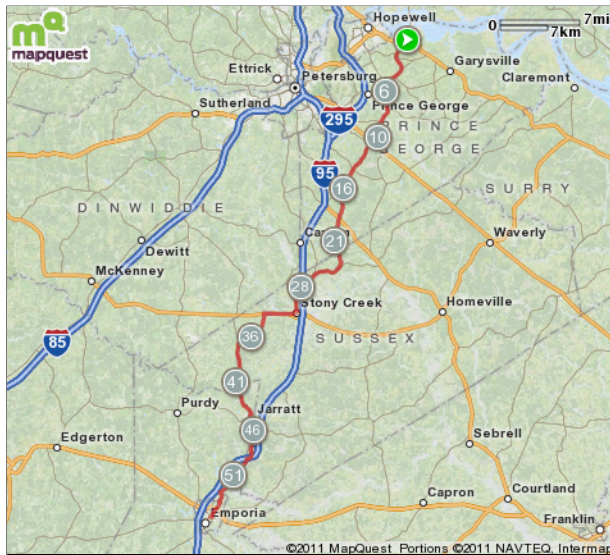 mQ
mapquest
Hopewell
0
7mi
7km
Ettrick
Petersburg
Garysville
Claremont
6
Prince George
Sutherland
295
10
PRINCE
GEORGE
95
16
SURRY
DINWIDDIE
21
Waverly
Dewitt
McKenney
28
Stony Creek
Homeville
36
SUSSEX
85
41
Purdy
Jarratt
46
Edgerton
Sebrell
51
Capron
Courtland
Emporia
Franklin
©2011 MapQuest Portions ©2011 NAVTEQ, Intermap